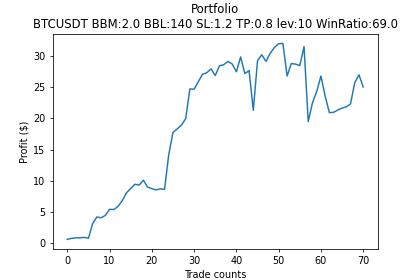 Portfolio
BTCUSDT BBM:2.0 BBL:140 SL:1.2 TP:0.8 lev:10 WinRatio:69.0
30
25
20
15
10
5
0
Profit ($)
0 10 20 30 40 50 60 70
Trade counts